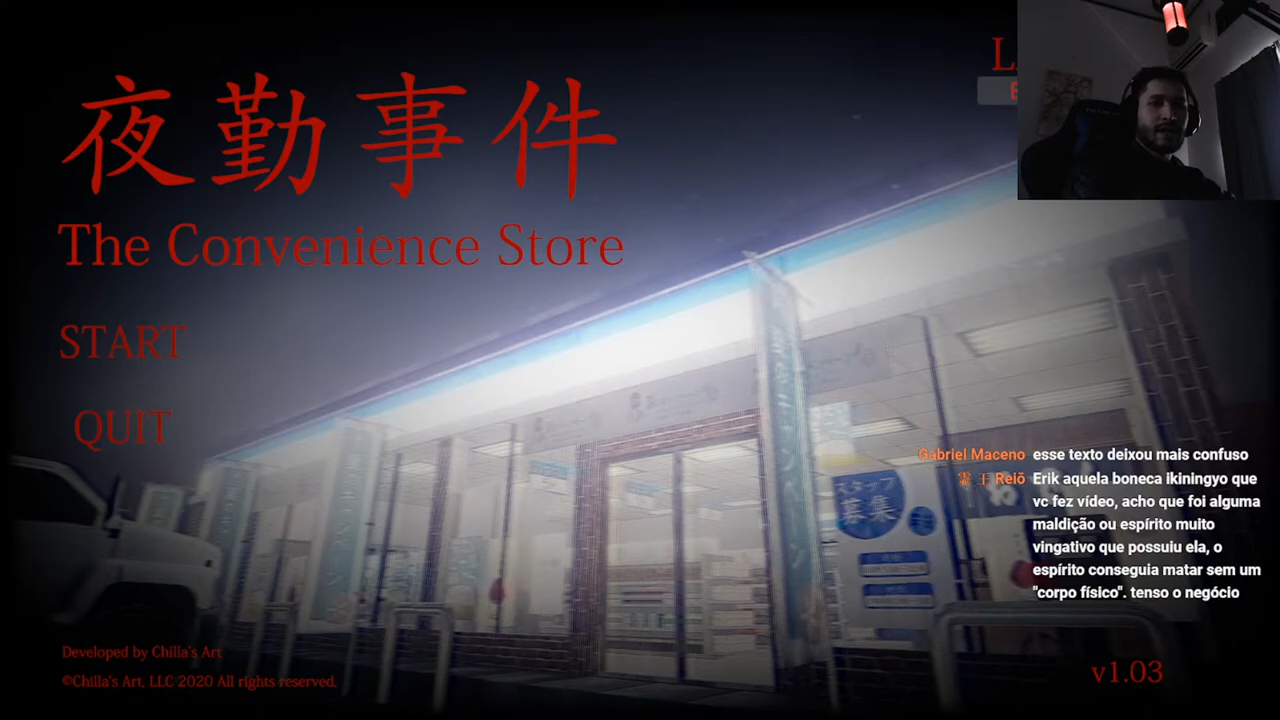 夜勤事件
The Convenience Store
START
QUIT
スタッフ
募集
Gabriel Maceno esse texto deixou mais confuso
霊王 Reiō Erik aquela boneca ikiningyo que
vc fez vídeo, acho que foi alguma
maldição ou espírito muito
vingativo que possuiu ela, o
espírito conseguia matar sem um
"corpo físico". tenso o negócio
Developed by Chilla's Art
©Chilla's Art, LLC 2020 All rights reserved.
v1.03